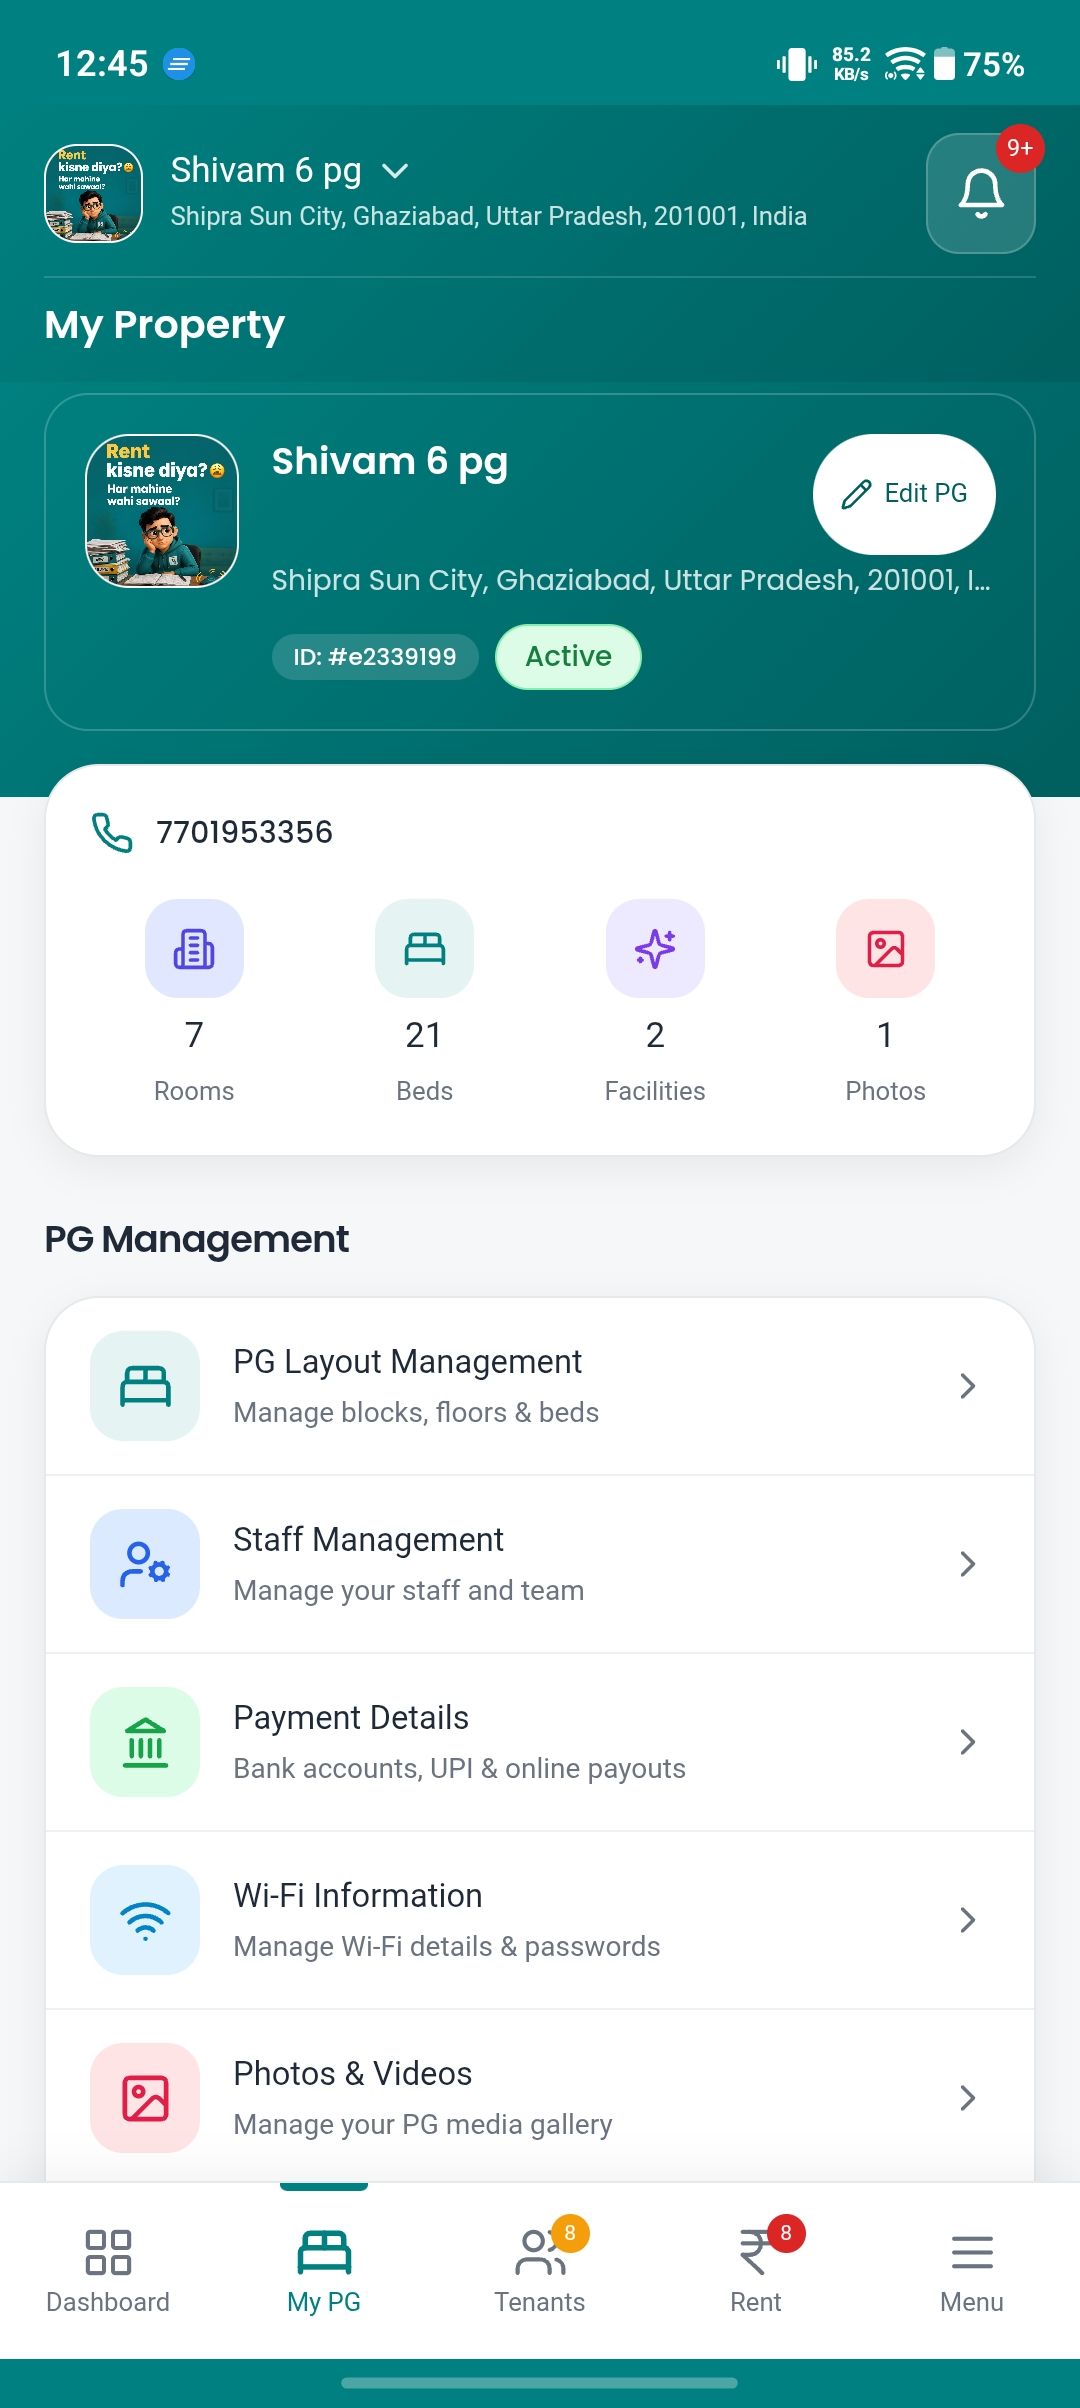 12:45
85.2
KB/s
75%
Rent
kisne diya?
Har mahine
wahi sawaal?
Shivam 6 pg
Shipra Sun City, Ghaziabad, Uttar Pradesh, 201001, India
9+
My Property
Rent
kisne diya?
Har mahine
wahi sawaal?
Shivam 6 pg
Edit PG
Shipra Sun City, Ghaziabad, Uttar Pradesh, 201001, I...
ID: #e2339199
Active
7701953356
7
21
2
1
Rooms
Beds
Facilities
Photos
PG Management
PG Layout Management
Manage blocks, floors & beds
Staff Management
Manage your staff and team
Payment Details
Bank accounts, UPI & online payouts
Wi-Fi Information
Manage Wi-Fi details & passwords
Photos & Videos
Manage your PG media gallery
8
8
Dashboard
My PG
Tenants
Rent
Menu